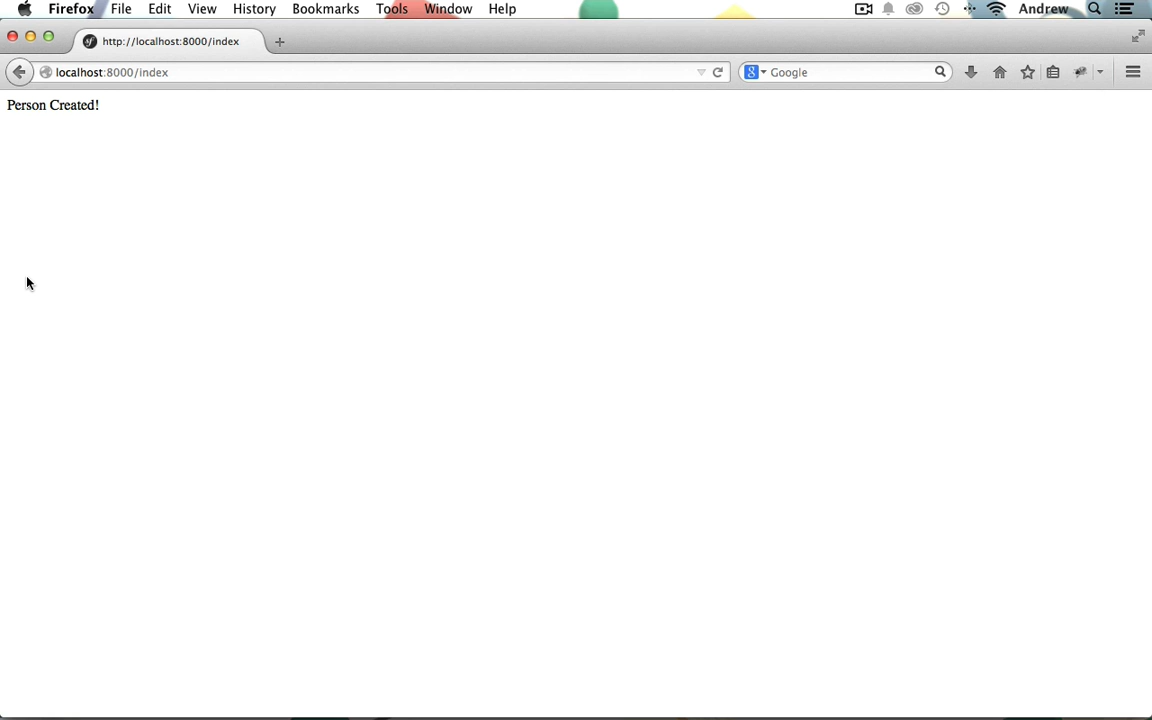 Firefox File Edit View History Bookmarks Tools Window Help Andrew
http://localhost:8000/index
localhost:8000/index Google
Person Created!